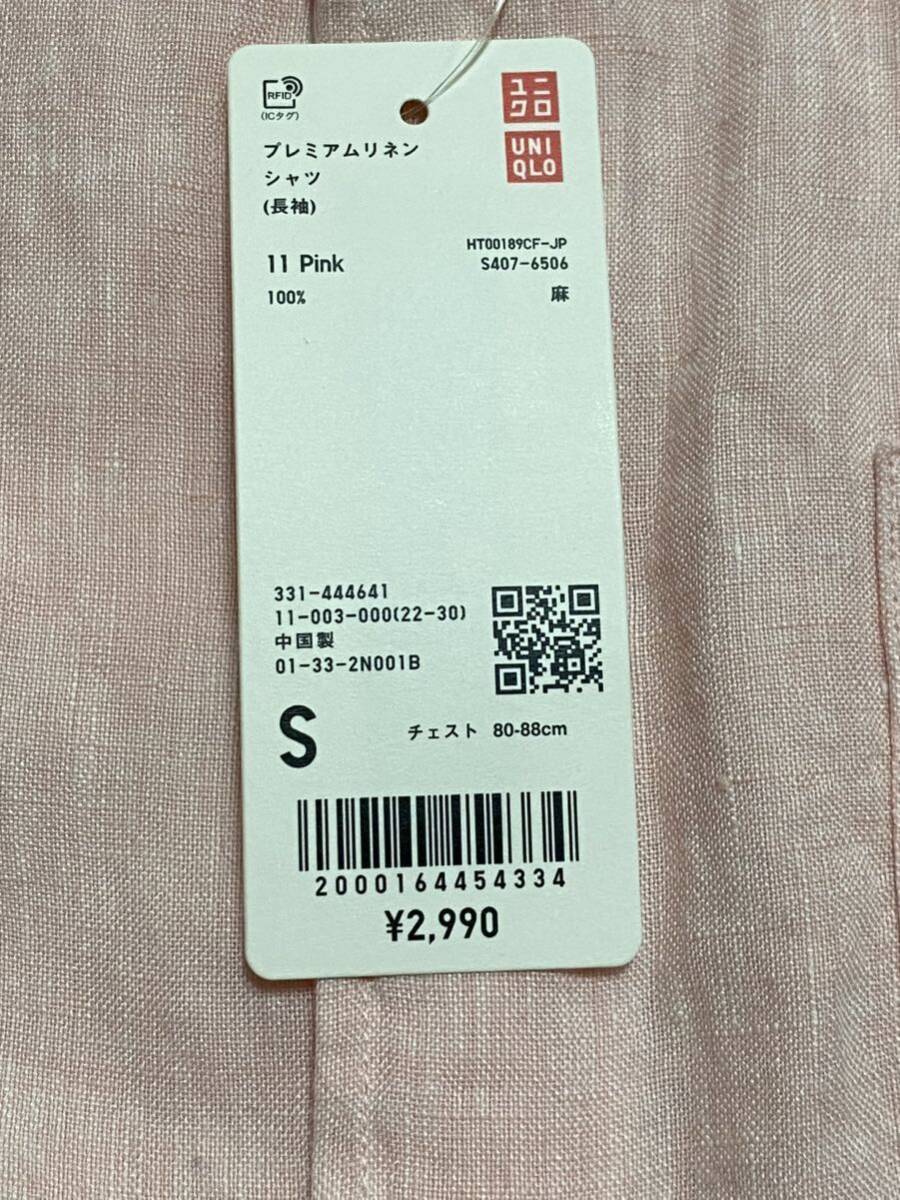 RFID
(ICタグ)
ユニ
クロ
UNI
QLO
プレミアムリネン
シャツ
(長袖)
HT00189CF-JP
11 Pink
S407-6506
100%
麻
331-444641
11-003-000(22-30)
中国製
01-33-2N001B
S
チェスト 80-88cm
2000164454334
¥2,990